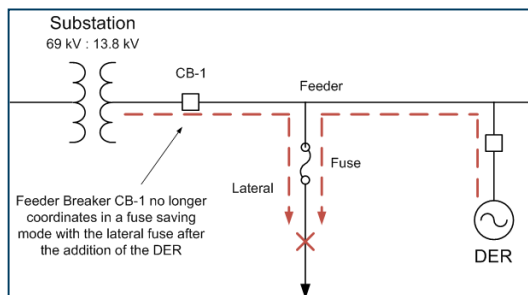 Substation
69 kV : 13.8 kV
CB-1
Feeder
Fuse
Lateral
Feeder Breaker CB-1 no longer
coordinates in a fuse saving
mode with the lateral fuse after
the addition of the DER
DER